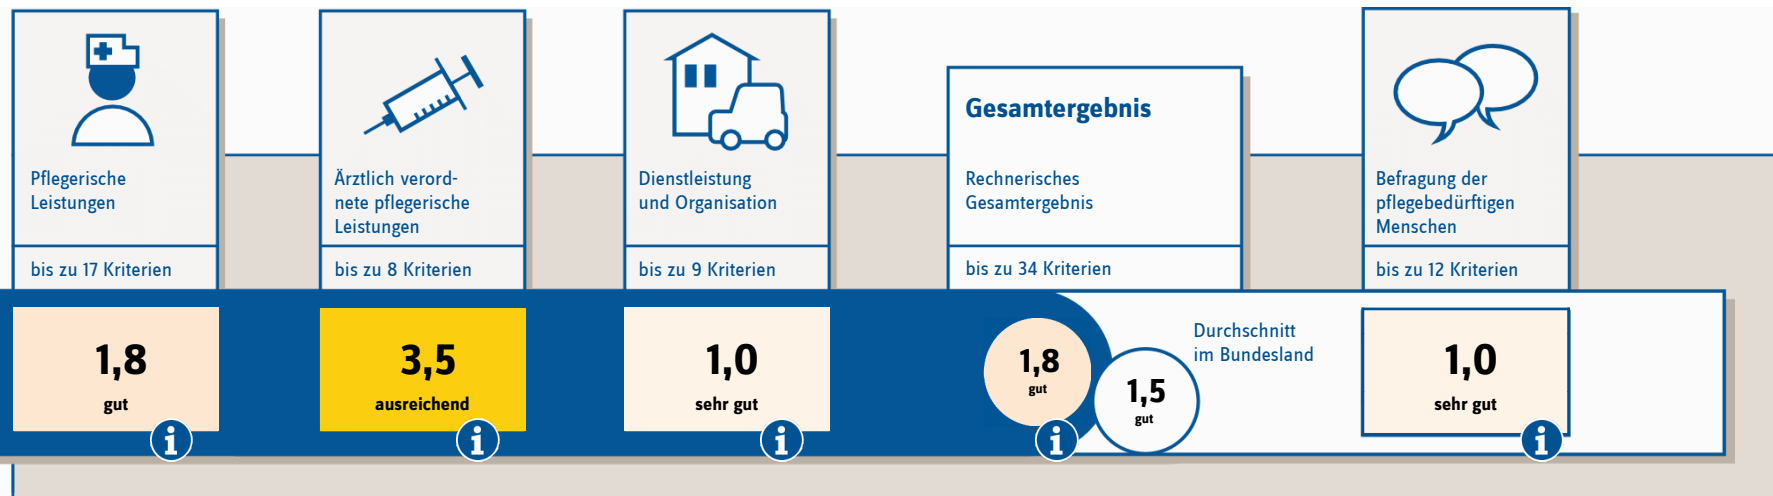 Pflegerische
Leistungen
bis zu 17 Kriterien
1,8
gut
Ärztlich verord-
nete pflegerische
Leistungen
bis zu 8 Kriterien
3,5
ausreichend
Dienstleistung
und Organisation
bis zu 9 Kriterien
1,0
sehr gut
Gesamtergebnis
Rechnerisches
Gesamtergebnis
bis zu 34 Kriterien
1,8
gut
Durchschnitt
im Bundesland
1,5
gut
Befragung der
pflegebedürftigen
Menschen
bis zu 12 Kriterien
1,0
sehr gut